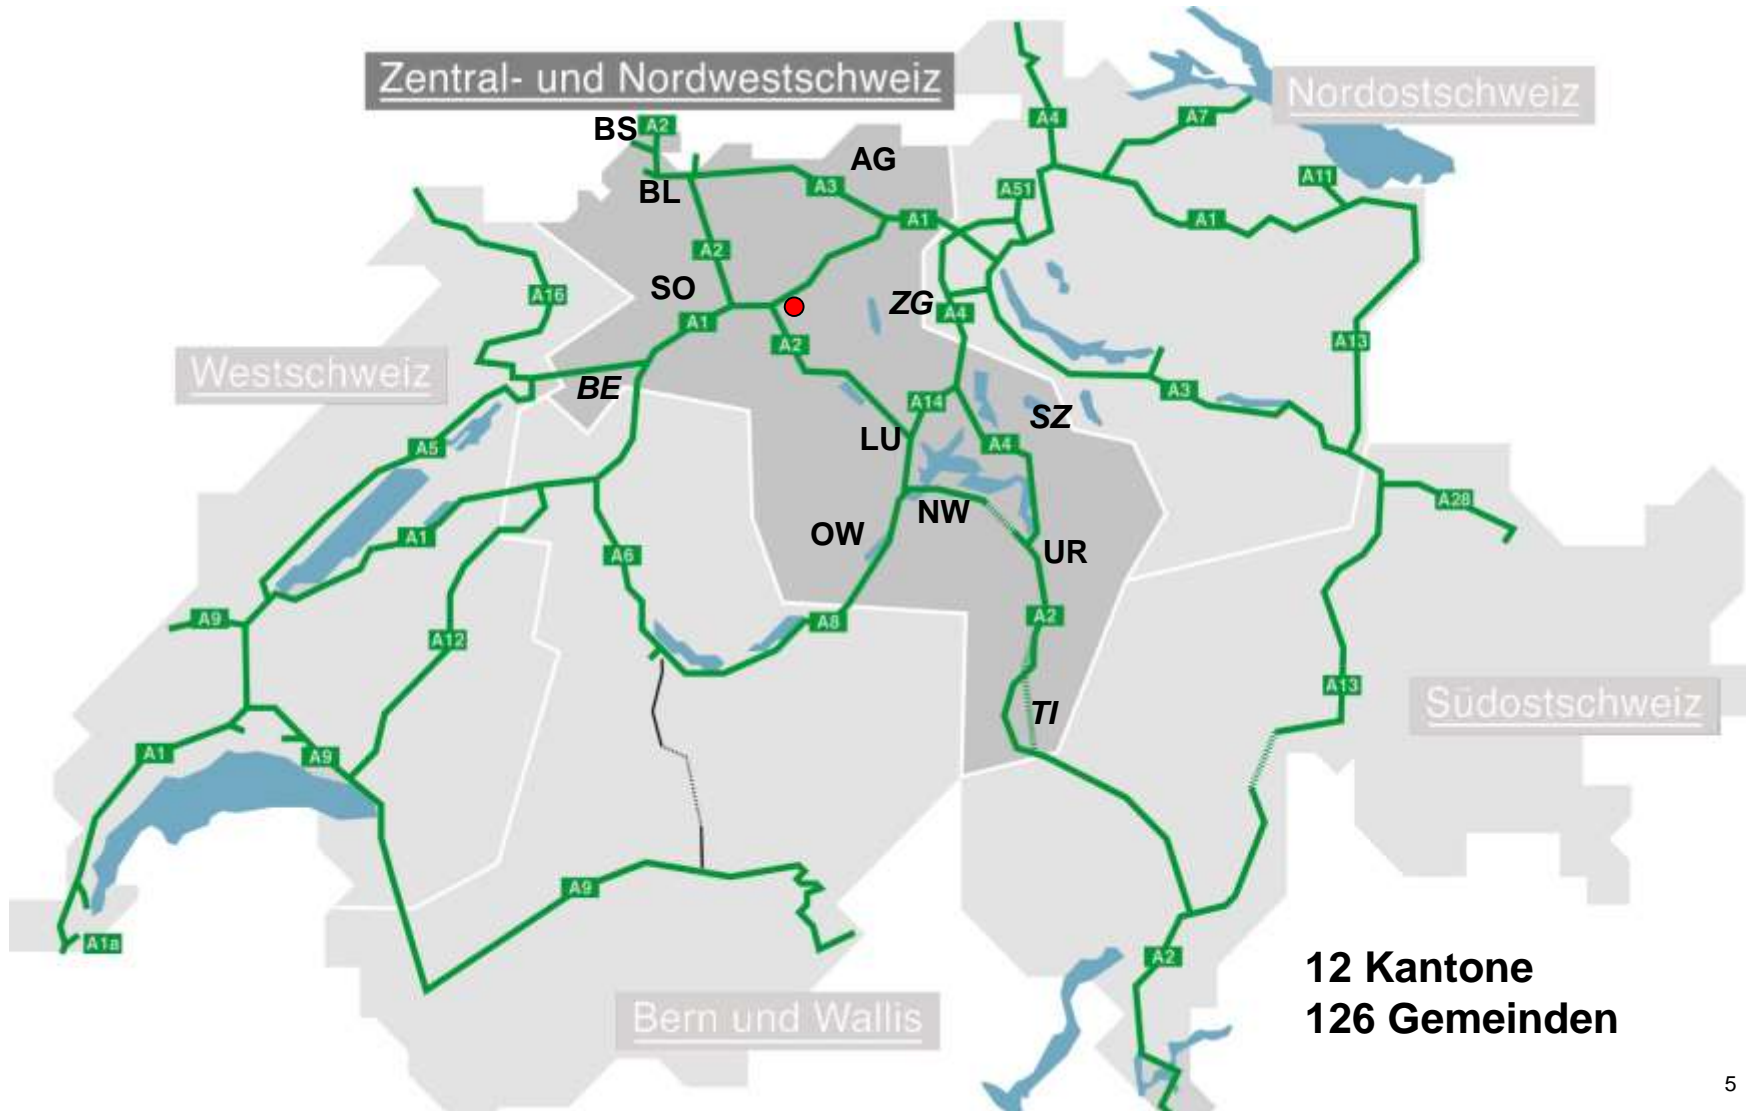 Zentral- und Nordwestschweiz
Nordostschweiz
BS
A2
A4
A7
AG
BL
A3
A51
A11
A1
A1
A2
SO
A16
ZG
A4
A1
A2
A13
Westschweiz
BE
A3
A14
SZ
LU
A4
A5
A28
NW
A1
OW
A6
UR
A9
A12
A8
A2
A13
Südostschweiz
TI
A1
A9
A9
A1a
A2
12 Kantone
126 Gemeinden
Bern und Wallis
5